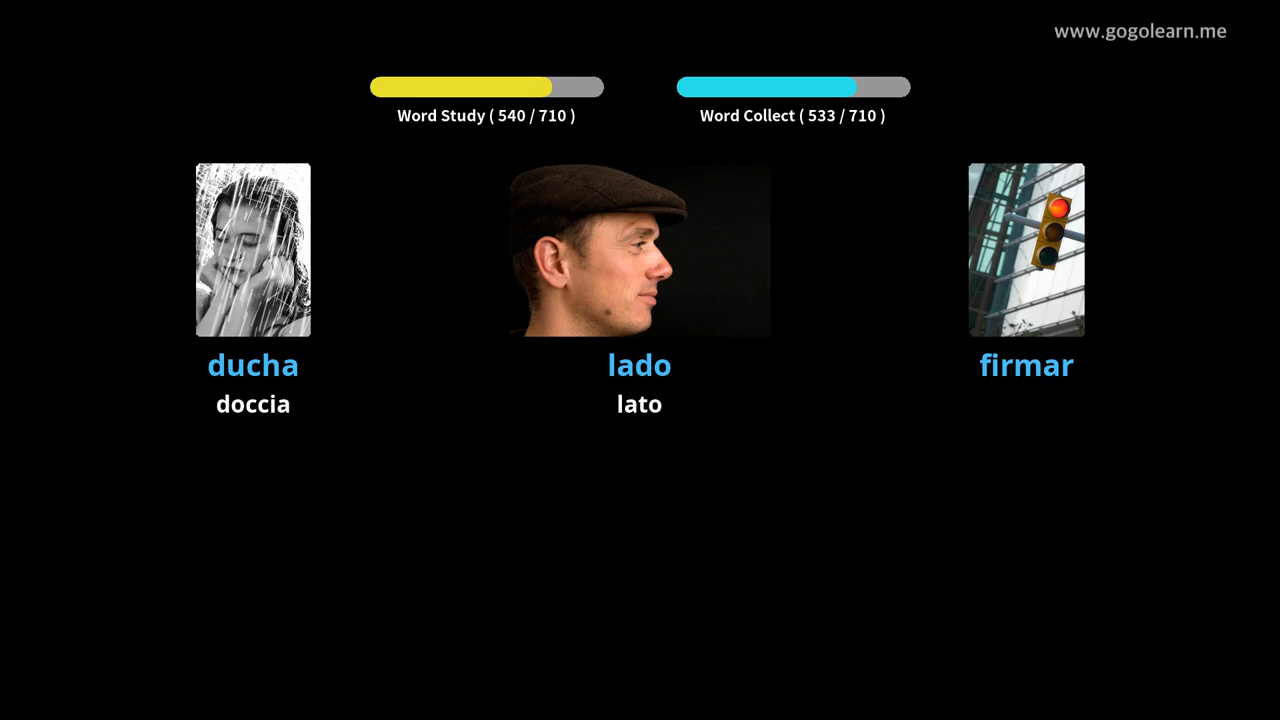 www.gogolearn.me
Word Study ( 540 / 710 )
Word Collect ( 533 / 710 )
ducha
lado
firmar
doccia
lato